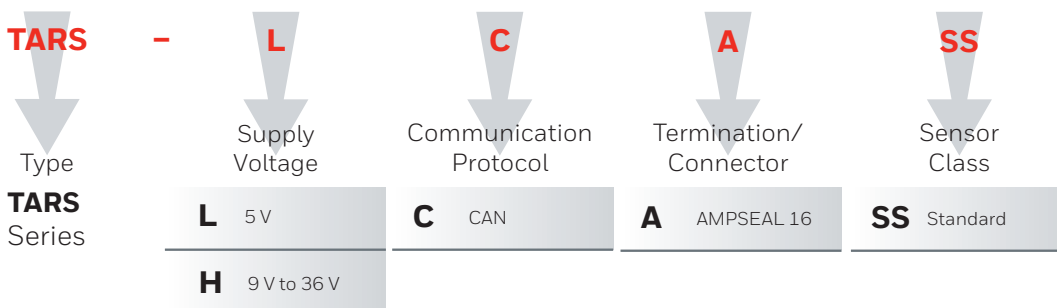 TARS – L C A SS
Type
Supply Voltage
Communication Protocol
Termination/ Connector
Sensor Class
TARS Series
L 5 V
C CAN
A AMPSEAL 16
SS Standard
H 9 V to 36 V